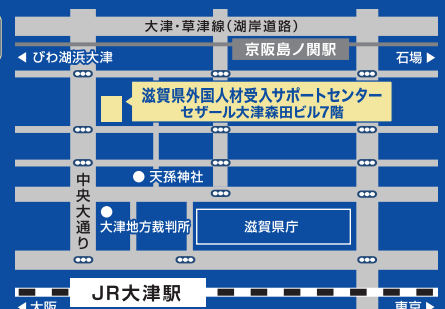 大津・草津線（湖岸道路）
京阪島ノ関駅
◀ びわ湖浜大津
石場 ▶
滋賀県外国人材受入サポートセンター
セザール大津森田ビル7階
天孫神社
中央大通り
大津地方裁判所
滋賀県庁
JR大津駅
◀大阪
東京▶